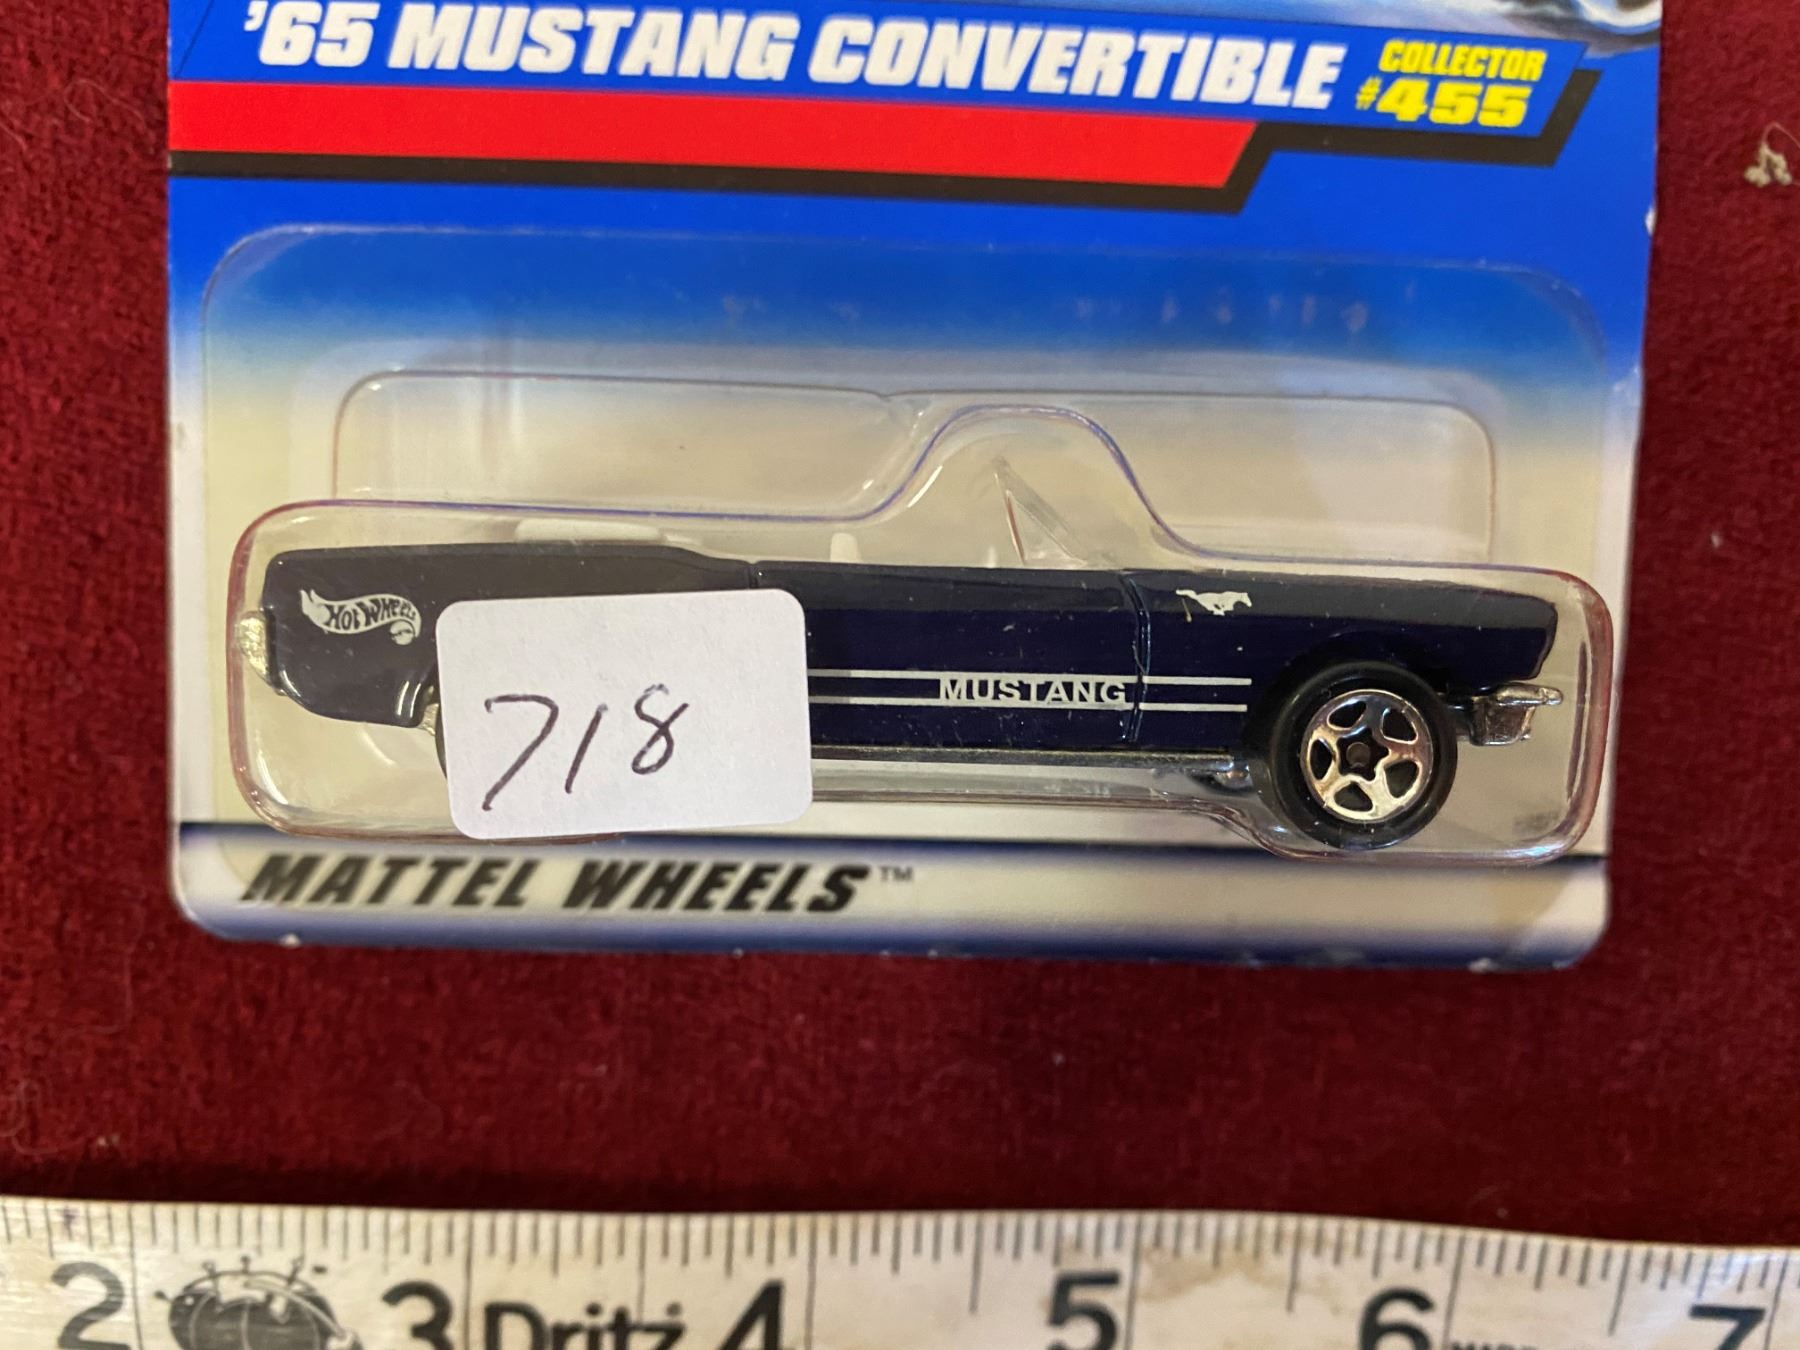 '65 MUSTANG CONVERTIBLE
COLLECTOR
#455
HOT WHEELS
MUSTANG
718
MATTEL WHEELS™
2 3 Dritz 4 5 6 7